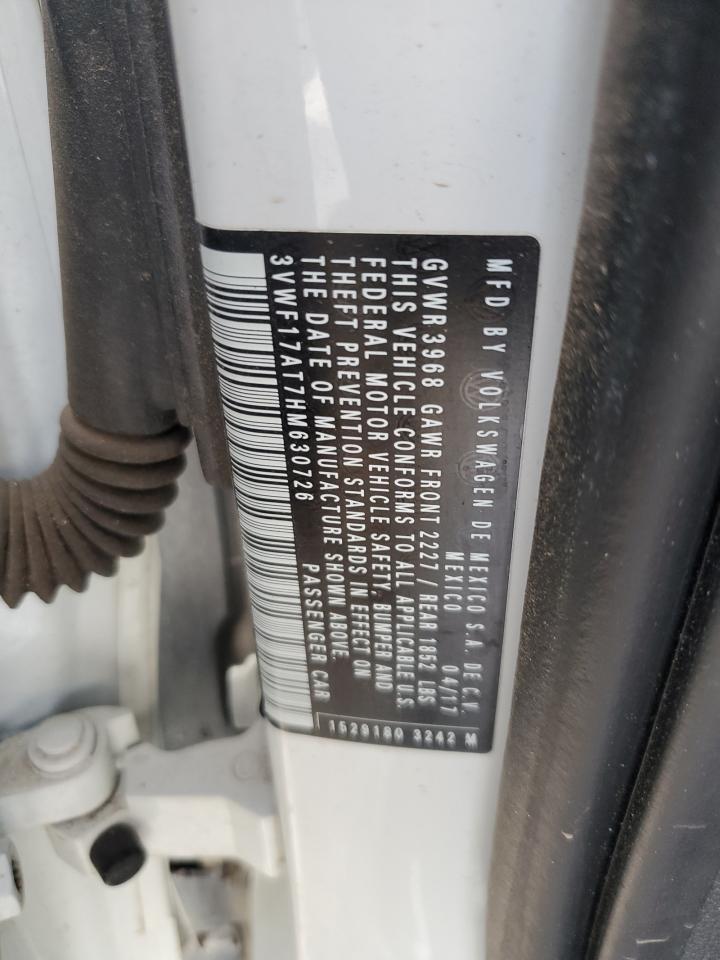 MFD BY VOLKSWAGEN DE MEXICO S.A. DE C.V.
MEXICO 04/17
GVWR 3968 GAWR FRONT 2227 / REAR 1852 LBS
THIS VEHICLE CONFORMS TO ALL APPLICABLE U.S.
FEDERAL MOTOR VEHICLE SAFETY, BUMPER AND
THEFT PREVENTION STANDARDS IN EFFECT ON
THE DATE OF MANUFACTURE SHOWN ABOVE.
3VWF17AT7HM630726 PASSENGER CAR
1529180 3242 M